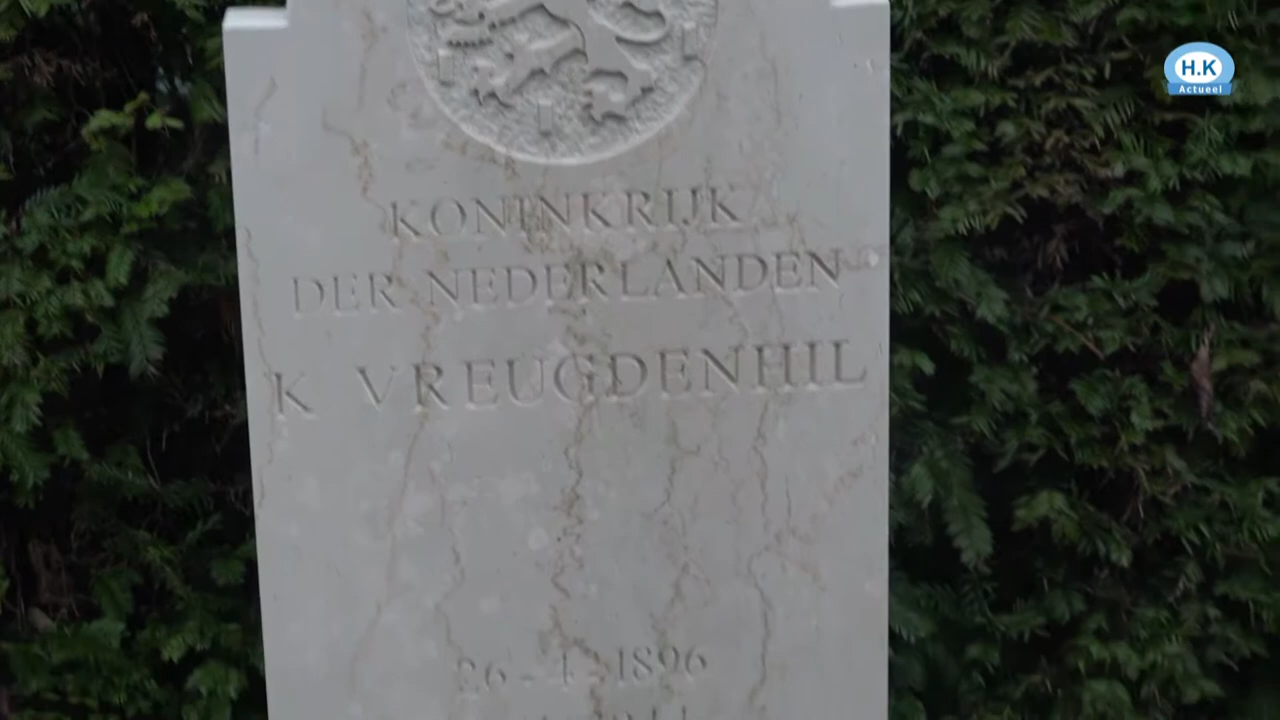 H.K
Actueel
KONINKRIJK
DER NEDERLANDEN
K VREUGDENHIL
26-4-1896